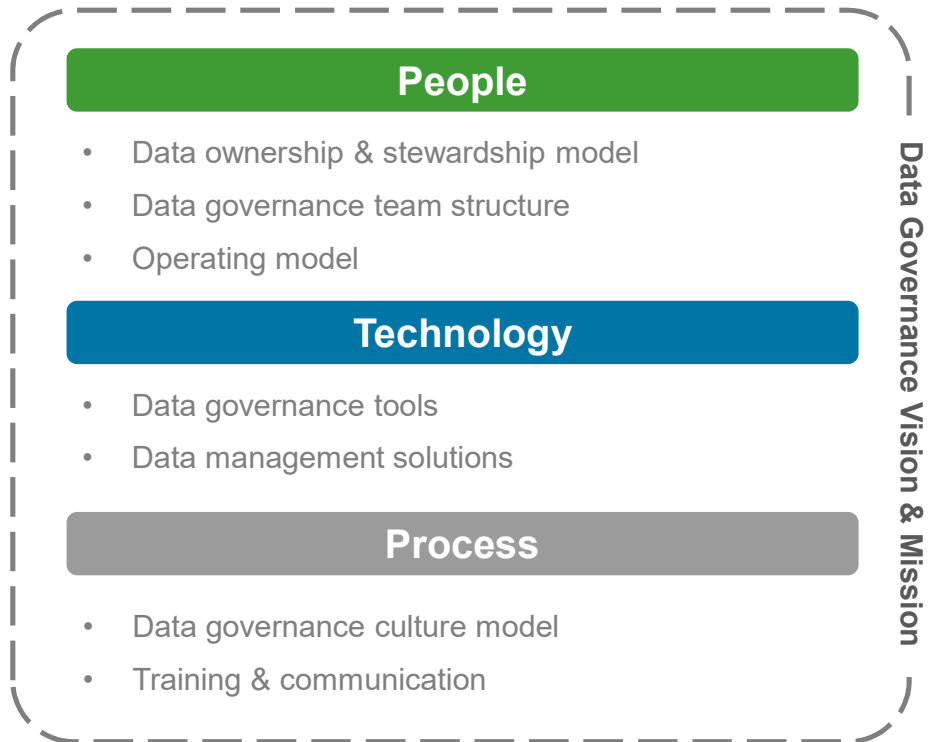 People
• Data ownership & stewardship model
• Data governance team structure
• Operating model
Technology
• Data governance tools
• Data management solutions
Process
• Data governance culture model
• Training & communication
Data Governance Vision & Mission